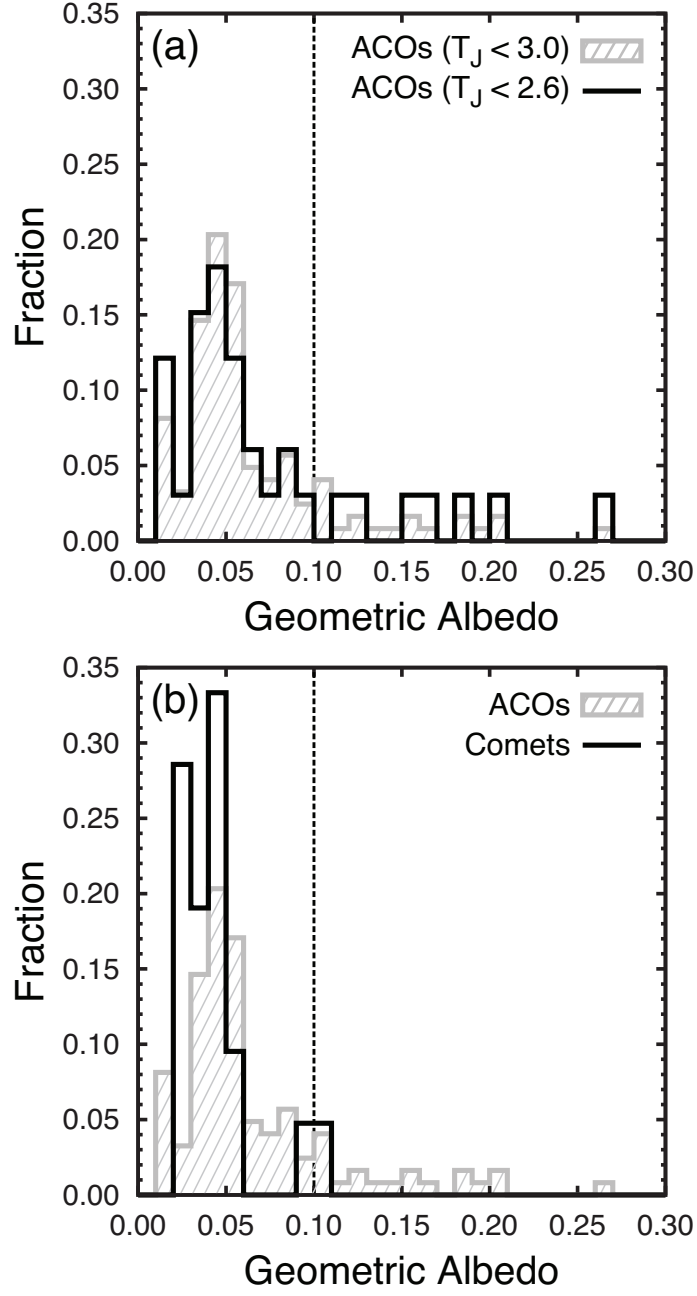 (a)
ACOs (T_J < 3.0)
ACOs (T_J < 2.6)
0.35
0.30
0.25
0.20
0.15
0.10
0.05
0.00
Fraction
0.00 0.05 0.10 0.15 0.20 0.25 0.30
Geometric Albedo
(b)
ACOs
Comets
0.35
0.30
0.25
0.20
0.15
0.10
0.05
0.00
Fraction
0.00 0.05 0.10 0.15 0.20 0.25 0.30
Geometric Albedo